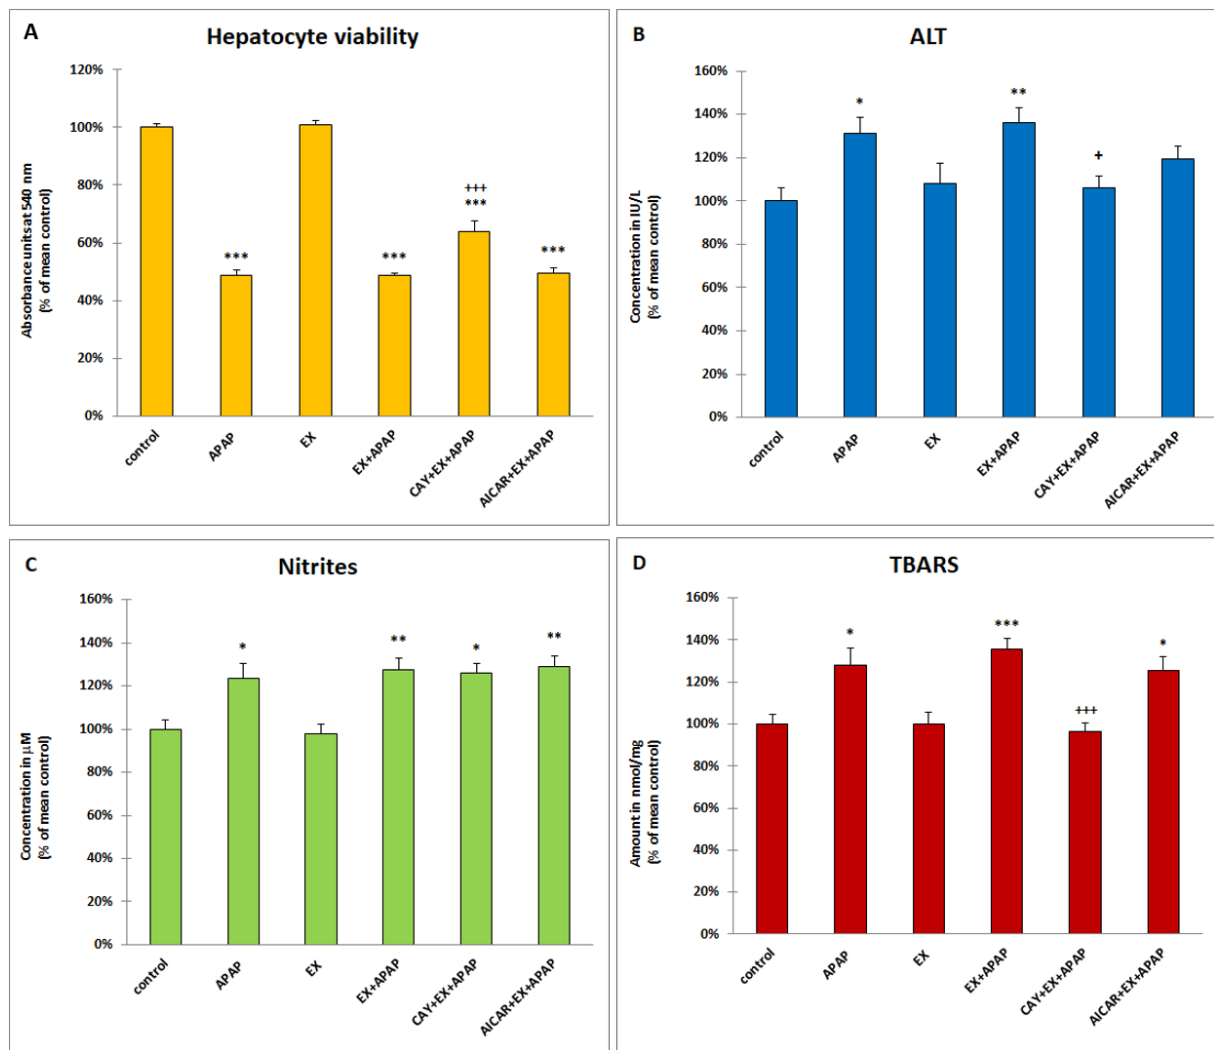 A
Hepatocyte viability
Absorbance units at 540 nm
(% of mean control)
120%
100%
80%
60%
40%
20%
0%
***
***
+++
***
***
control
APAP
EX
EX+APAP
CAY+EX+APAP
AICAR+EX+APAP
B
ALT
Concentration in IU/L
(% of mean control)
160%
140%
120%
100%
80%
60%
40%
20%
0%
*
**
+
control
APAP
EX
EX+APAP
CAY+EX+APAP
AICAR+EX+APAP
C
Nitrites
Concentration in µM
(% of mean control)
160%
140%
120%
100%
80%
60%
40%
20%
0%
*
**
*
**
control
APAP
EX
EX+APAP
CAY+EX+APAP
AICAR+EX+APAP
D
TBARS
Amount in nmol/mg
(% of mean control)
160%
140%
120%
100%
80%
60%
40%
20%
0%
*
***
+++
*
control
APAP
EX
EX+APAP
CAY+EX+APAP
AICAR+EX+APAP